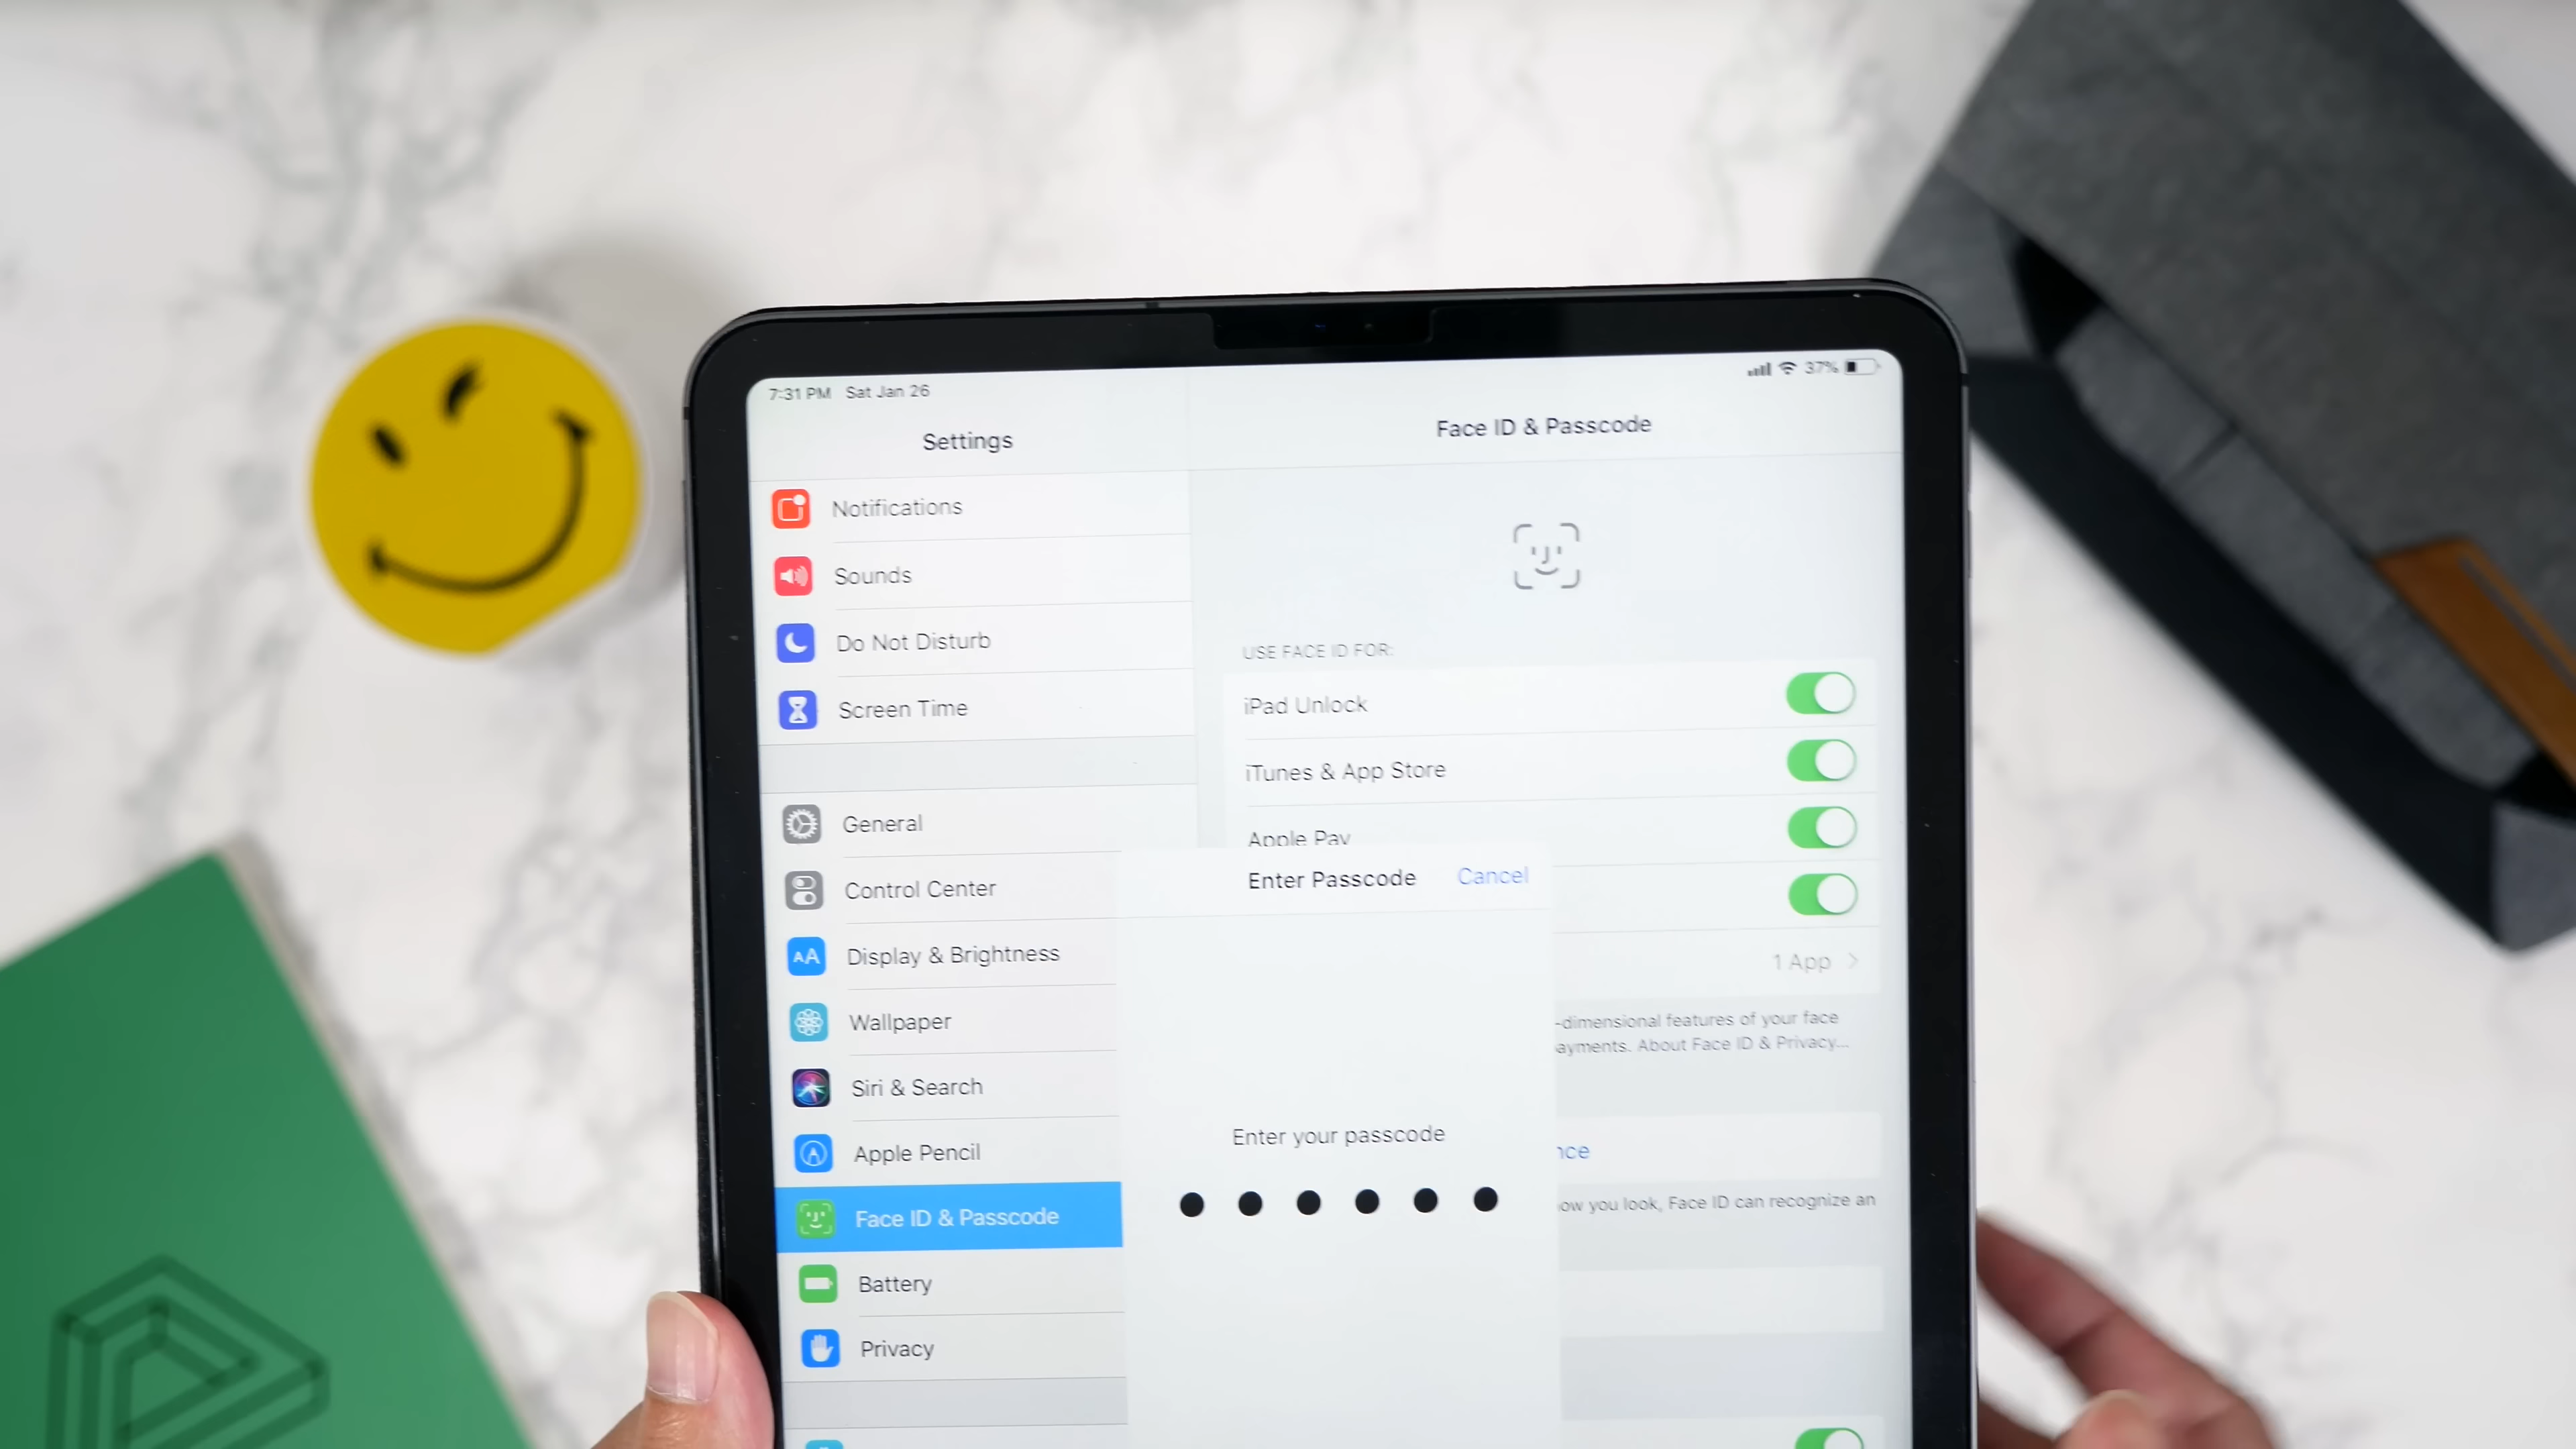 7:31 PM Sat Jan 26
37%
Settings
Notifications
Sounds
Do Not Disturb
Screen Time
General
Control Center
Display & Brightness
Wallpaper
Siri & Search
Apple Pencil
Face ID & Passcode
Battery
Privacy
Face ID & Passcode
USE FACE ID FOR:
iPad Unlock
iTunes & App Store
Apple Pay
1 App
-dimensional features of your face
ayments. About Face ID & Privacy...
nce
ow you look, Face ID can recognize an
Enter Passcode Cancel
Enter your passcode